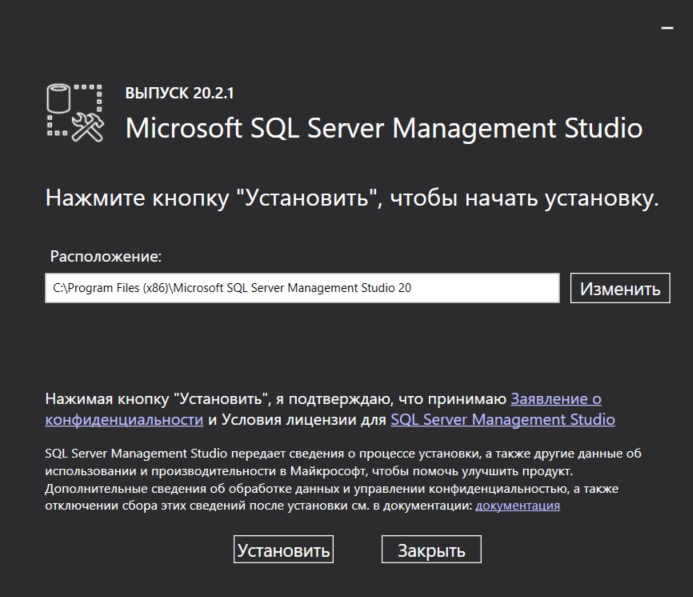 ВЫПУСК 20.2.1
Microsoft SQL Server Management Studio
Нажмите кнопку "Установить", чтобы начать установку.
Расположение:
C:\Program Files (x86)\Microsoft SQL Server Management Studio 20
Изменить
Нажимая кнопку "Установить", я подтверждаю, что принимаю Заявление о
конфиденциальности и Условия лицензии для SQL Server Management Studio
SQL Server Management Studio передает сведения о процессе установки, а также другие данные об
использовании и производительности в Майкрософт, чтобы помочь улучшить продукт.
Дополнительные сведения об обработке данных и управлении конфиденциальностью, а также
отключении сбора этих сведений после установки см. в документации: документация
Установить
Закрыть